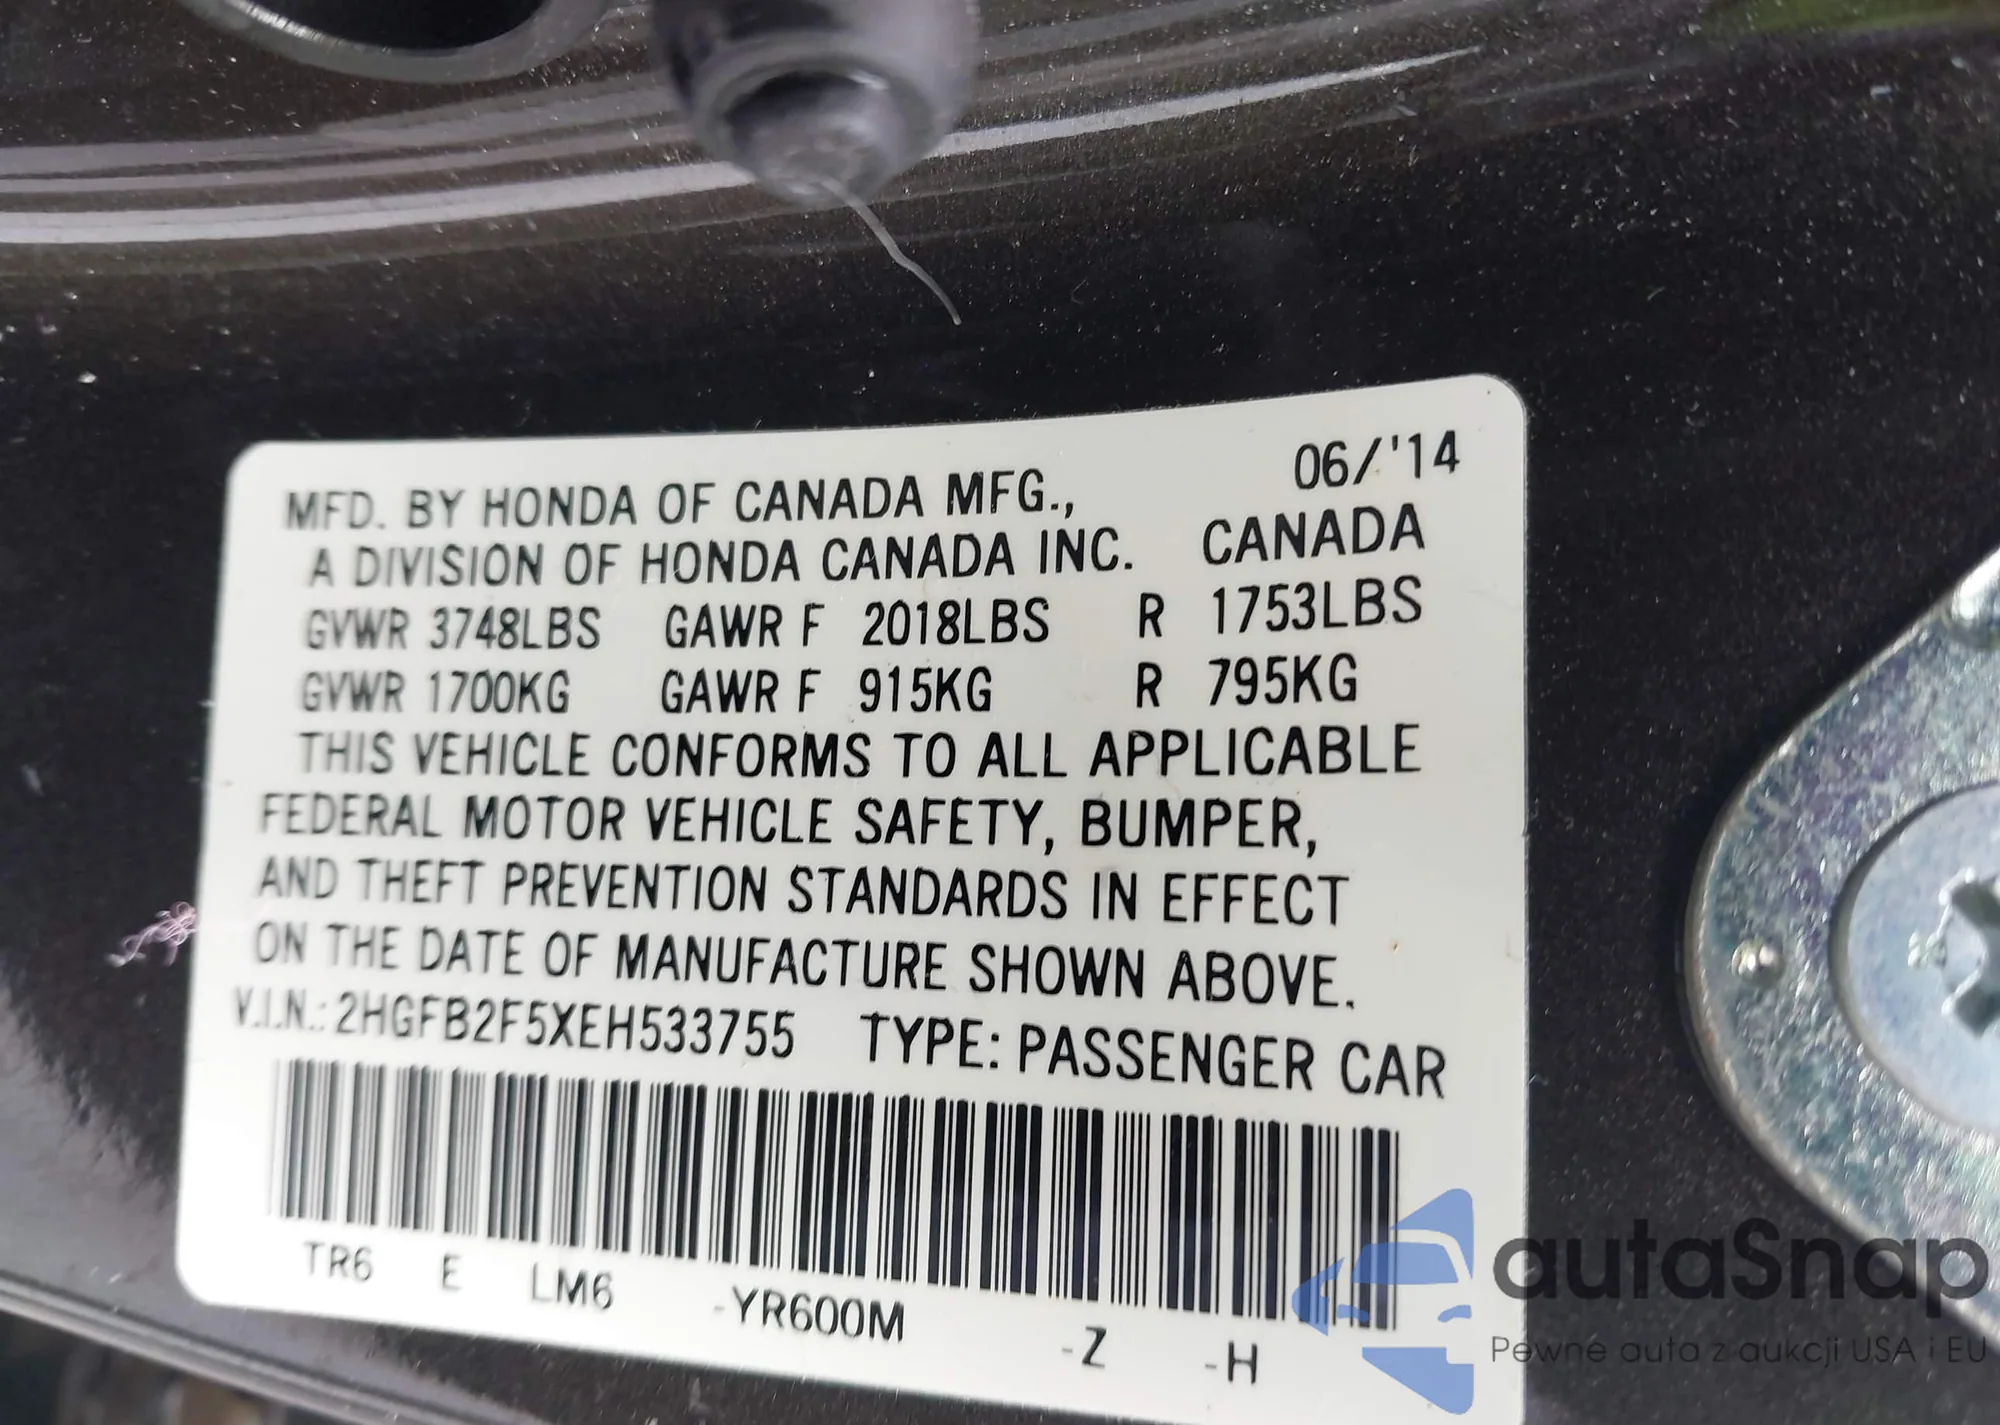 06/'14
MFD. BY HONDA OF CANADA MFG.,
A DIVISION OF HONDA CANADA INC. CANADA
GVWR 3748LBS GAWR F 2018LBS R 1753LBS
GVWR 1700KG GAWR F 915KG R 795KG
THIS VEHICLE CONFORMS TO ALL APPLICABLE
FEDERAL MOTOR VEHICLE SAFETY, BUMPER,
AND THEFT PREVENTION STANDARDS IN EFFECT
ON THE DATE OF MANUFACTURE SHOWN ABOVE.
V.I.N.: 2HGFB2F5XEH533755 TYPE: PASSENGER CAR
TR6 E LM6 -YR600M -Z -H
autaSnap
Pewne auta z aukcji USA i EU